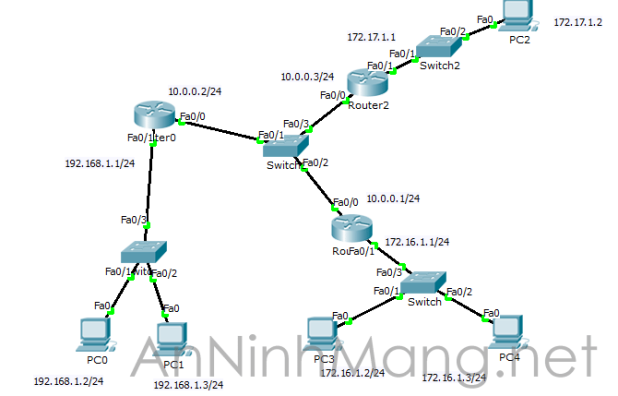 Fa0
172.17.1.2
Fa0/2
PC2
172.17.1.1
Fa0/1
Switch2
10.0.0.3/24
Fa0/1
Router2
10.0.0.2/24
Fa0/0
Fa0/0
Fa0/3
Fa0/1
Fa0/1
192.168.1.1/24
Fa0/2
10.0.0.1/24
Fa0/0
Fa0/3
Fa0/1
172.16.1.1/24
Fa0/1
Fa0/2
Fa0/3
Fa0/1
Fa0/2
Switch
Fa0
Fa0
Fa0
Fa0
PC0
PC1
PC3
PC4
AnNinhMang.net
192.168.1.2/24
192.168.1.3/24
172.16.1.2/24
172.16.1.3/24